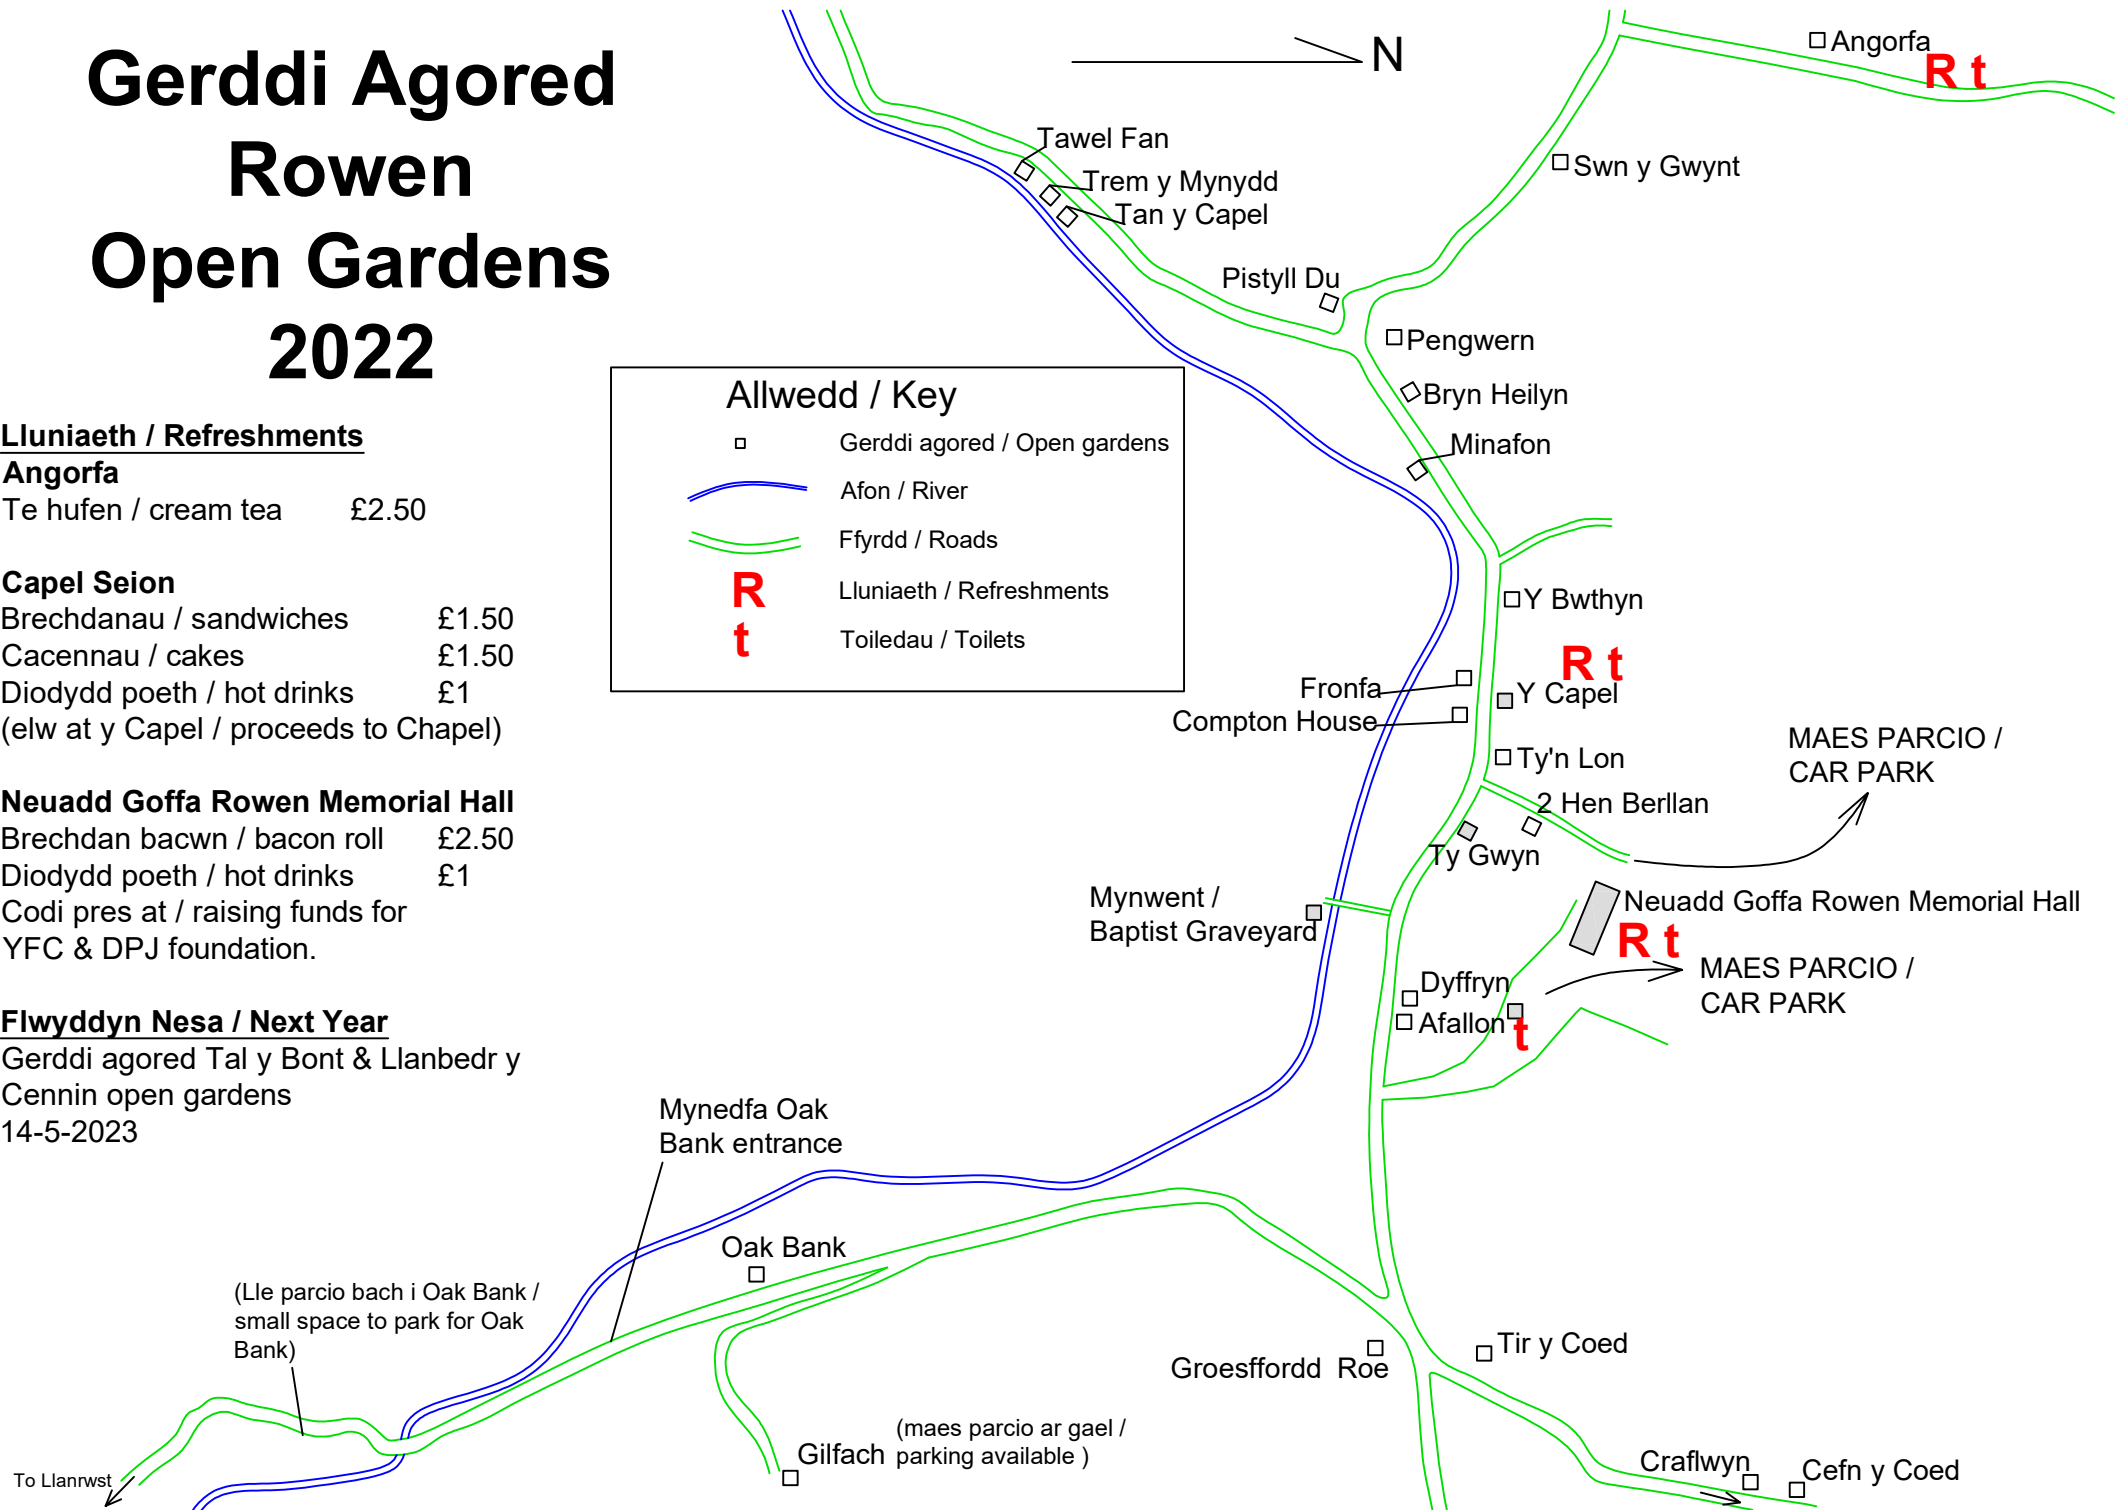 Gerddi Agored
Rowen
Open Gardens
2022
Lluniaeth / Refreshments
Angorfa
Te hufen / cream tea £2.50
Capel Seion
Brechdanau / sandwiches £1.50
Cacennau / cakes £1.50
Diodydd poeth / hot drinks £1
(elw at y Capel / proceeds to Chapel)
Neuadd Goffa Rowen Memorial Hall
Brechdan bacwn / bacon roll £2.50
Diodydd poeth / hot drinks £1
Codi pres at / raising funds for
YFC & DPJ foundation.
Flwyddyn Nesa / Next Year
Gerddi agored Tal y Bont & Llanbedr y
Cennin open gardens
14-5-2023
Allwedd / Key
Gerddi agored / Open gardens
Afon / River
Ffyrdd / Roads
R Lluniaeth / Refreshments
t Toiledau / Toilets
N
Angorfa
R t
Tawel Fan
Trem y Mynydd
Tan y Capel
Swn y Gwynt
Pistyll Du
Pengwern
Bryn Heilyn
Minafon
Y Bwthyn
R t
Fronfa
Y Capel
Compton House
Ty'n Lon
MAES PARCIO /
CAR PARK
2 Hen Berllan
Ty Gwyn
Mynwent /
Baptist Graveyard
Neuadd Goffa Rowen Memorial Hall
R t
MAES PARCIO /
CAR PARK
Dyffryn
Afallon
t
Mynedfa Oak
Bank entrance
Oak Bank
(Lle parcio bach i Oak Bank /
small space to park for Oak
Bank)
Tir y Coed
Groesffordd Roe
(maes parcio ar gael /
parking available )
Gilfach
Craflwyn
Cefn y Coed
To Llanrwst